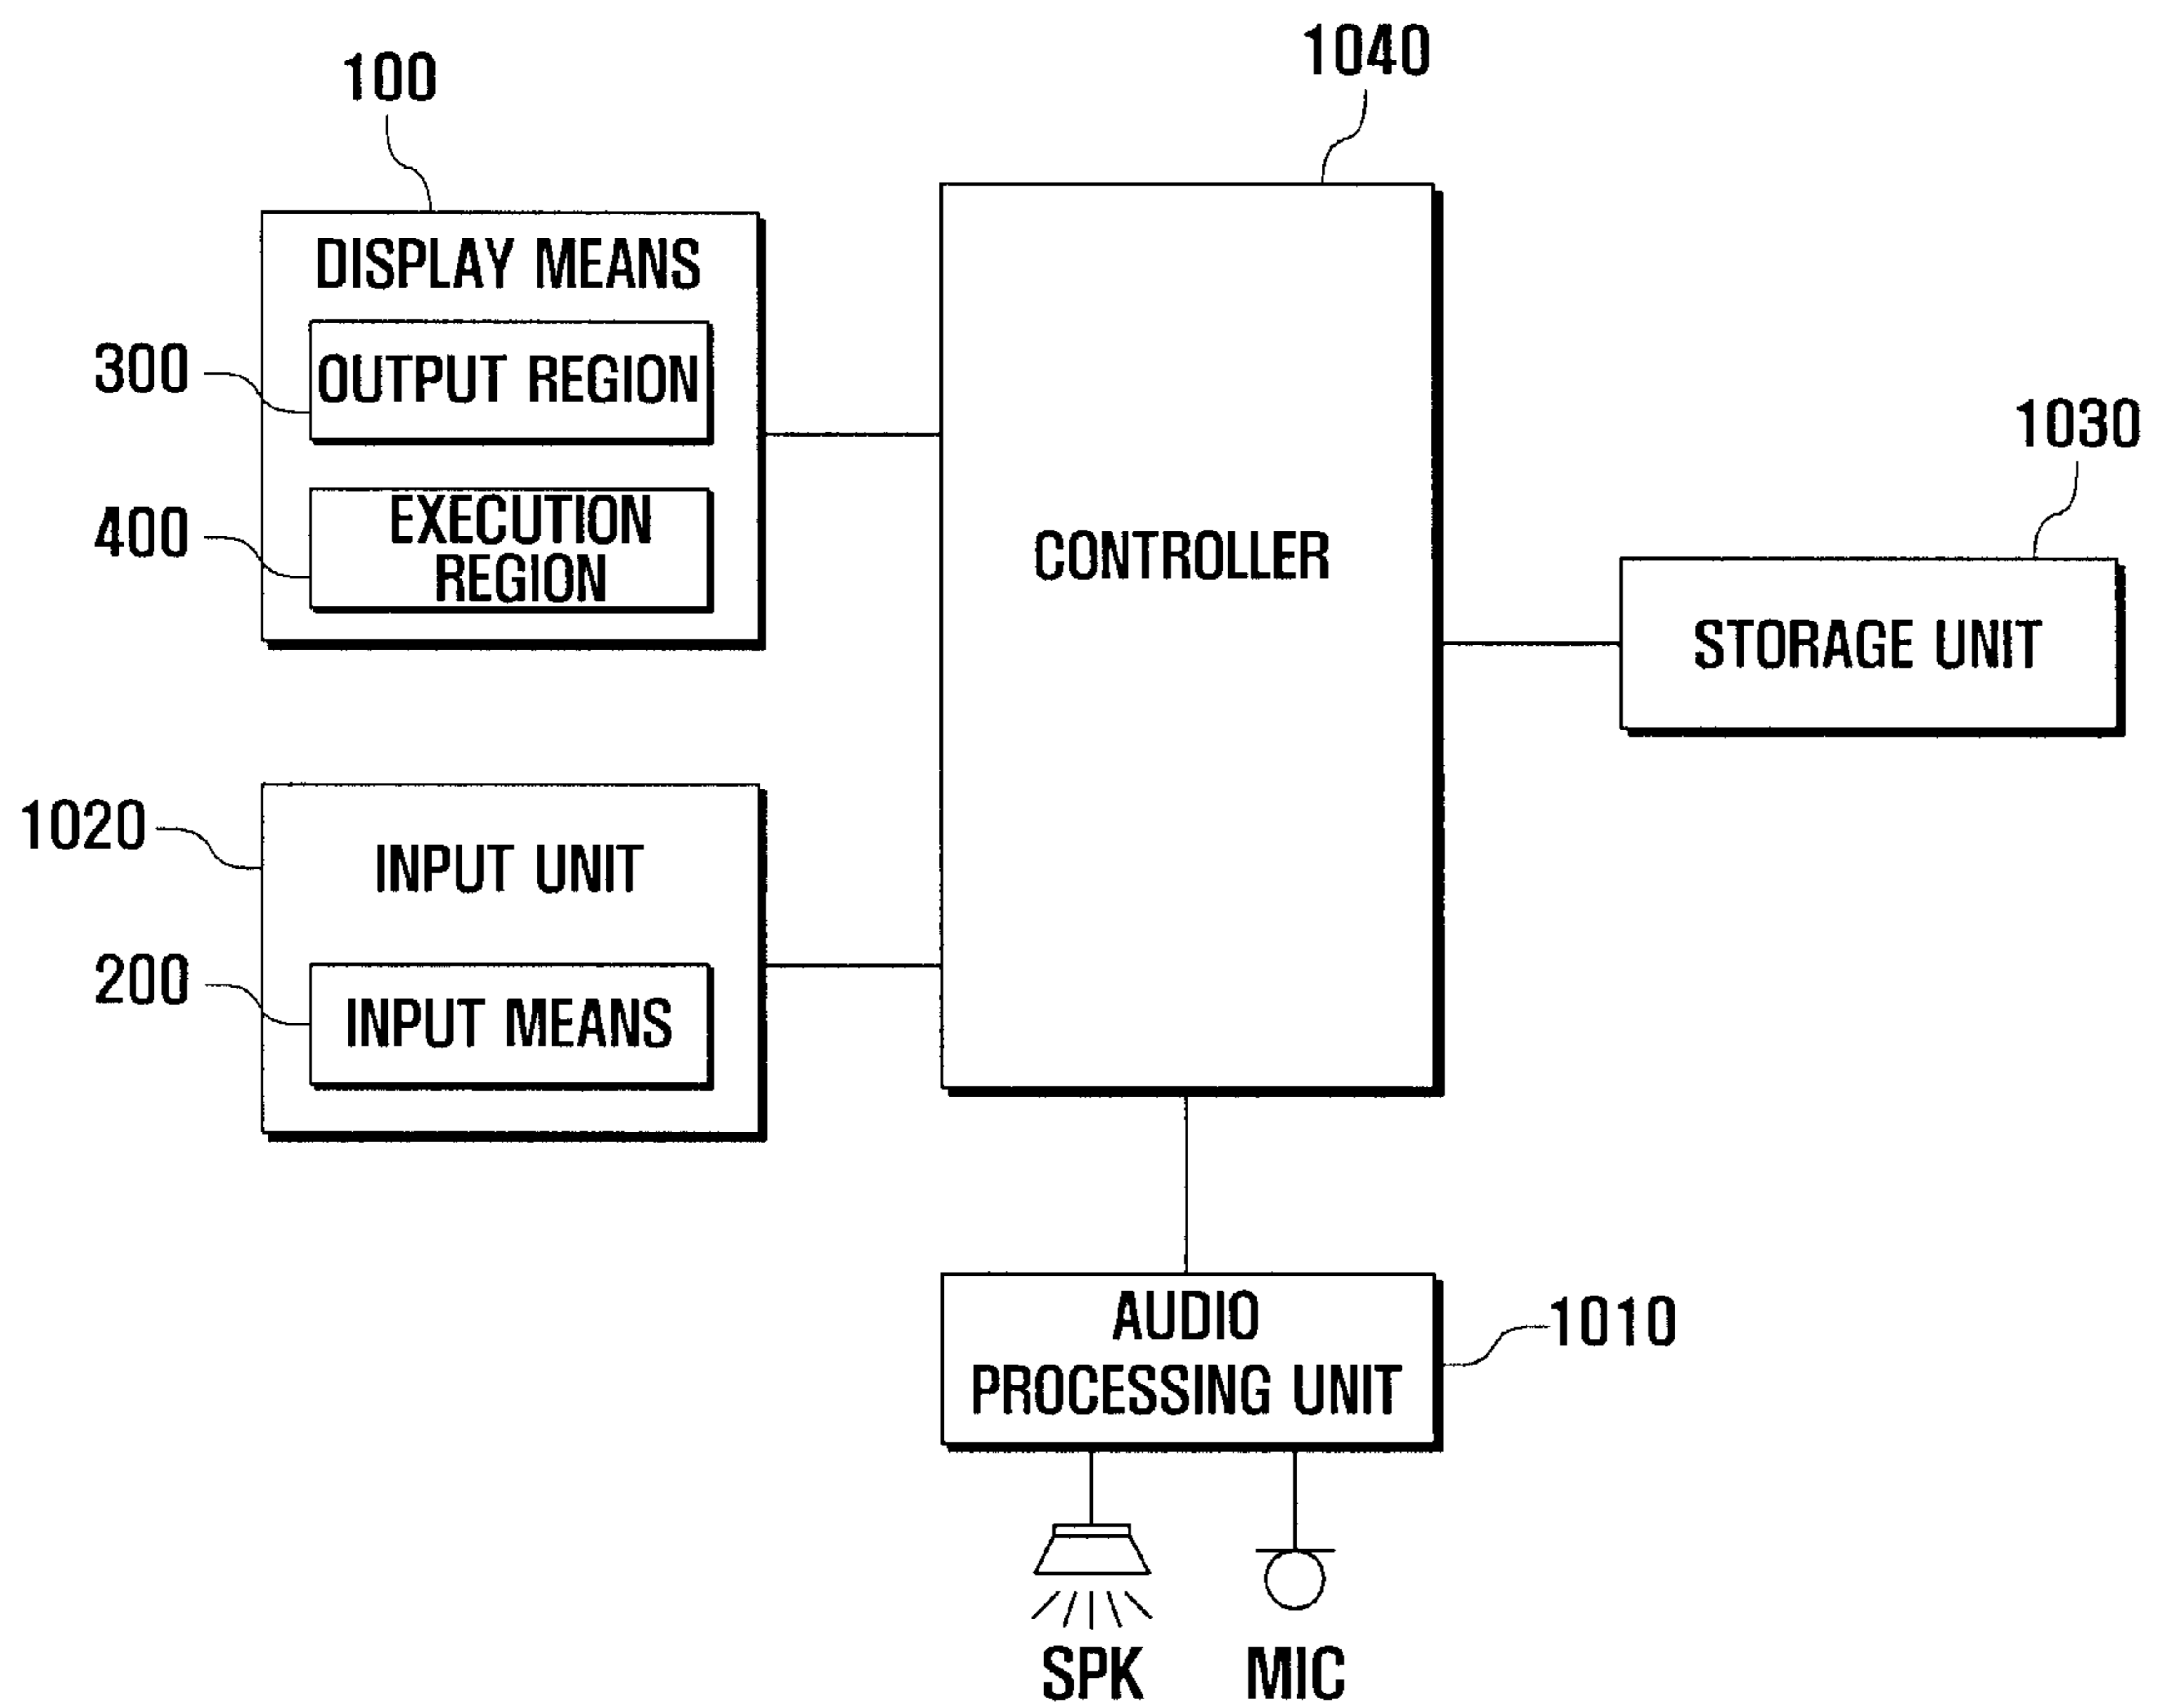 100
1040
DISPLAY MEANS
300
OUTPUT REGION
400
EXECUTION
REGION
CONTROLLER
1030
STORAGE UNIT
1020
INPUT UNIT
200
INPUT MEANS
AUDIO
PROCESSING UNIT
1010
SPK
MIC